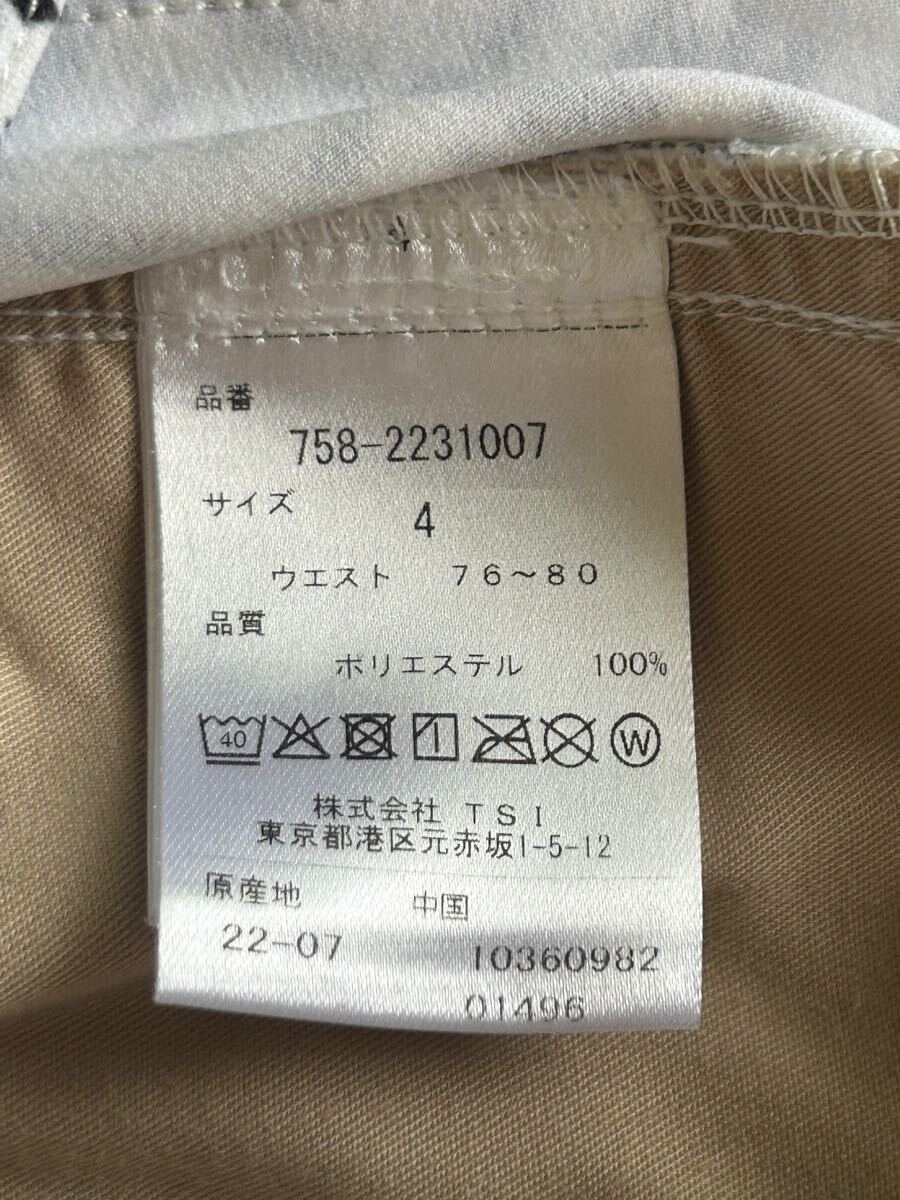 品番
758-2231007
サイズ 4
ウエスト 76～80
品質
ポリエステル 100%
40 W
株式会社 TSI
東京都港区元赤坂1-5-12
原産地 中国
22-07 10360982
01496